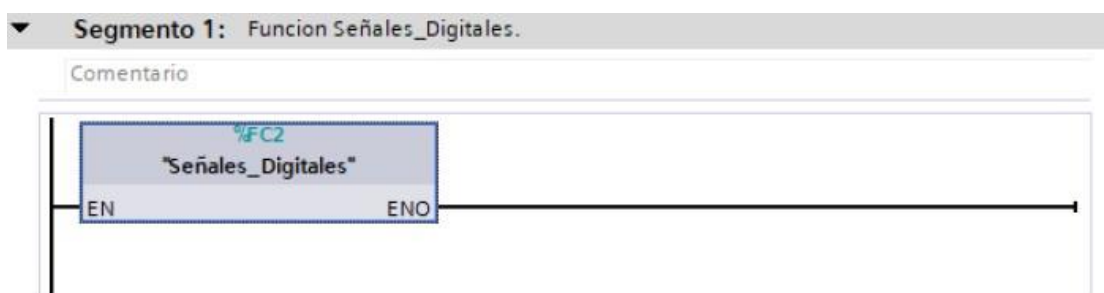 Segmento 1: Funcion Señales_Digitales.
Comentario
%FC2
"Señales_Digitales"
EN ENO